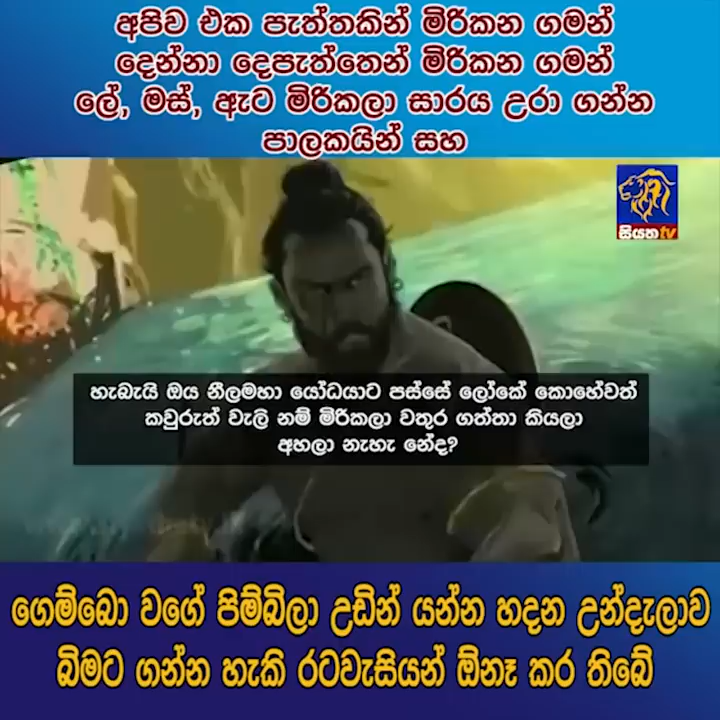 අපිව එක පැත්තකින් මිරිකන ගමන්
දෙන්නා දෙපැත්තෙන් මිරිකන ගමන්
ලේ, මස්, ඇට මිරිකලා සාරය උරා ගන්න
පාලකයින් සහ
සියත tv
හැබැයි ඔය නීලමහා යෝධයාට පස්සේ ලෝකේ කොහේවත්
කවුරුත් වැලි නම් මිරිකලා වතුර ගත්තා කියලා
අහලා නැහැ නේද?
ගෙම්බො වගේ පිම්බිලා උඩින් යන්න හදන උන්දැලාව
බිමට ගන්න හැකි රටවැසියන් ඕනෑ කර තිබේ